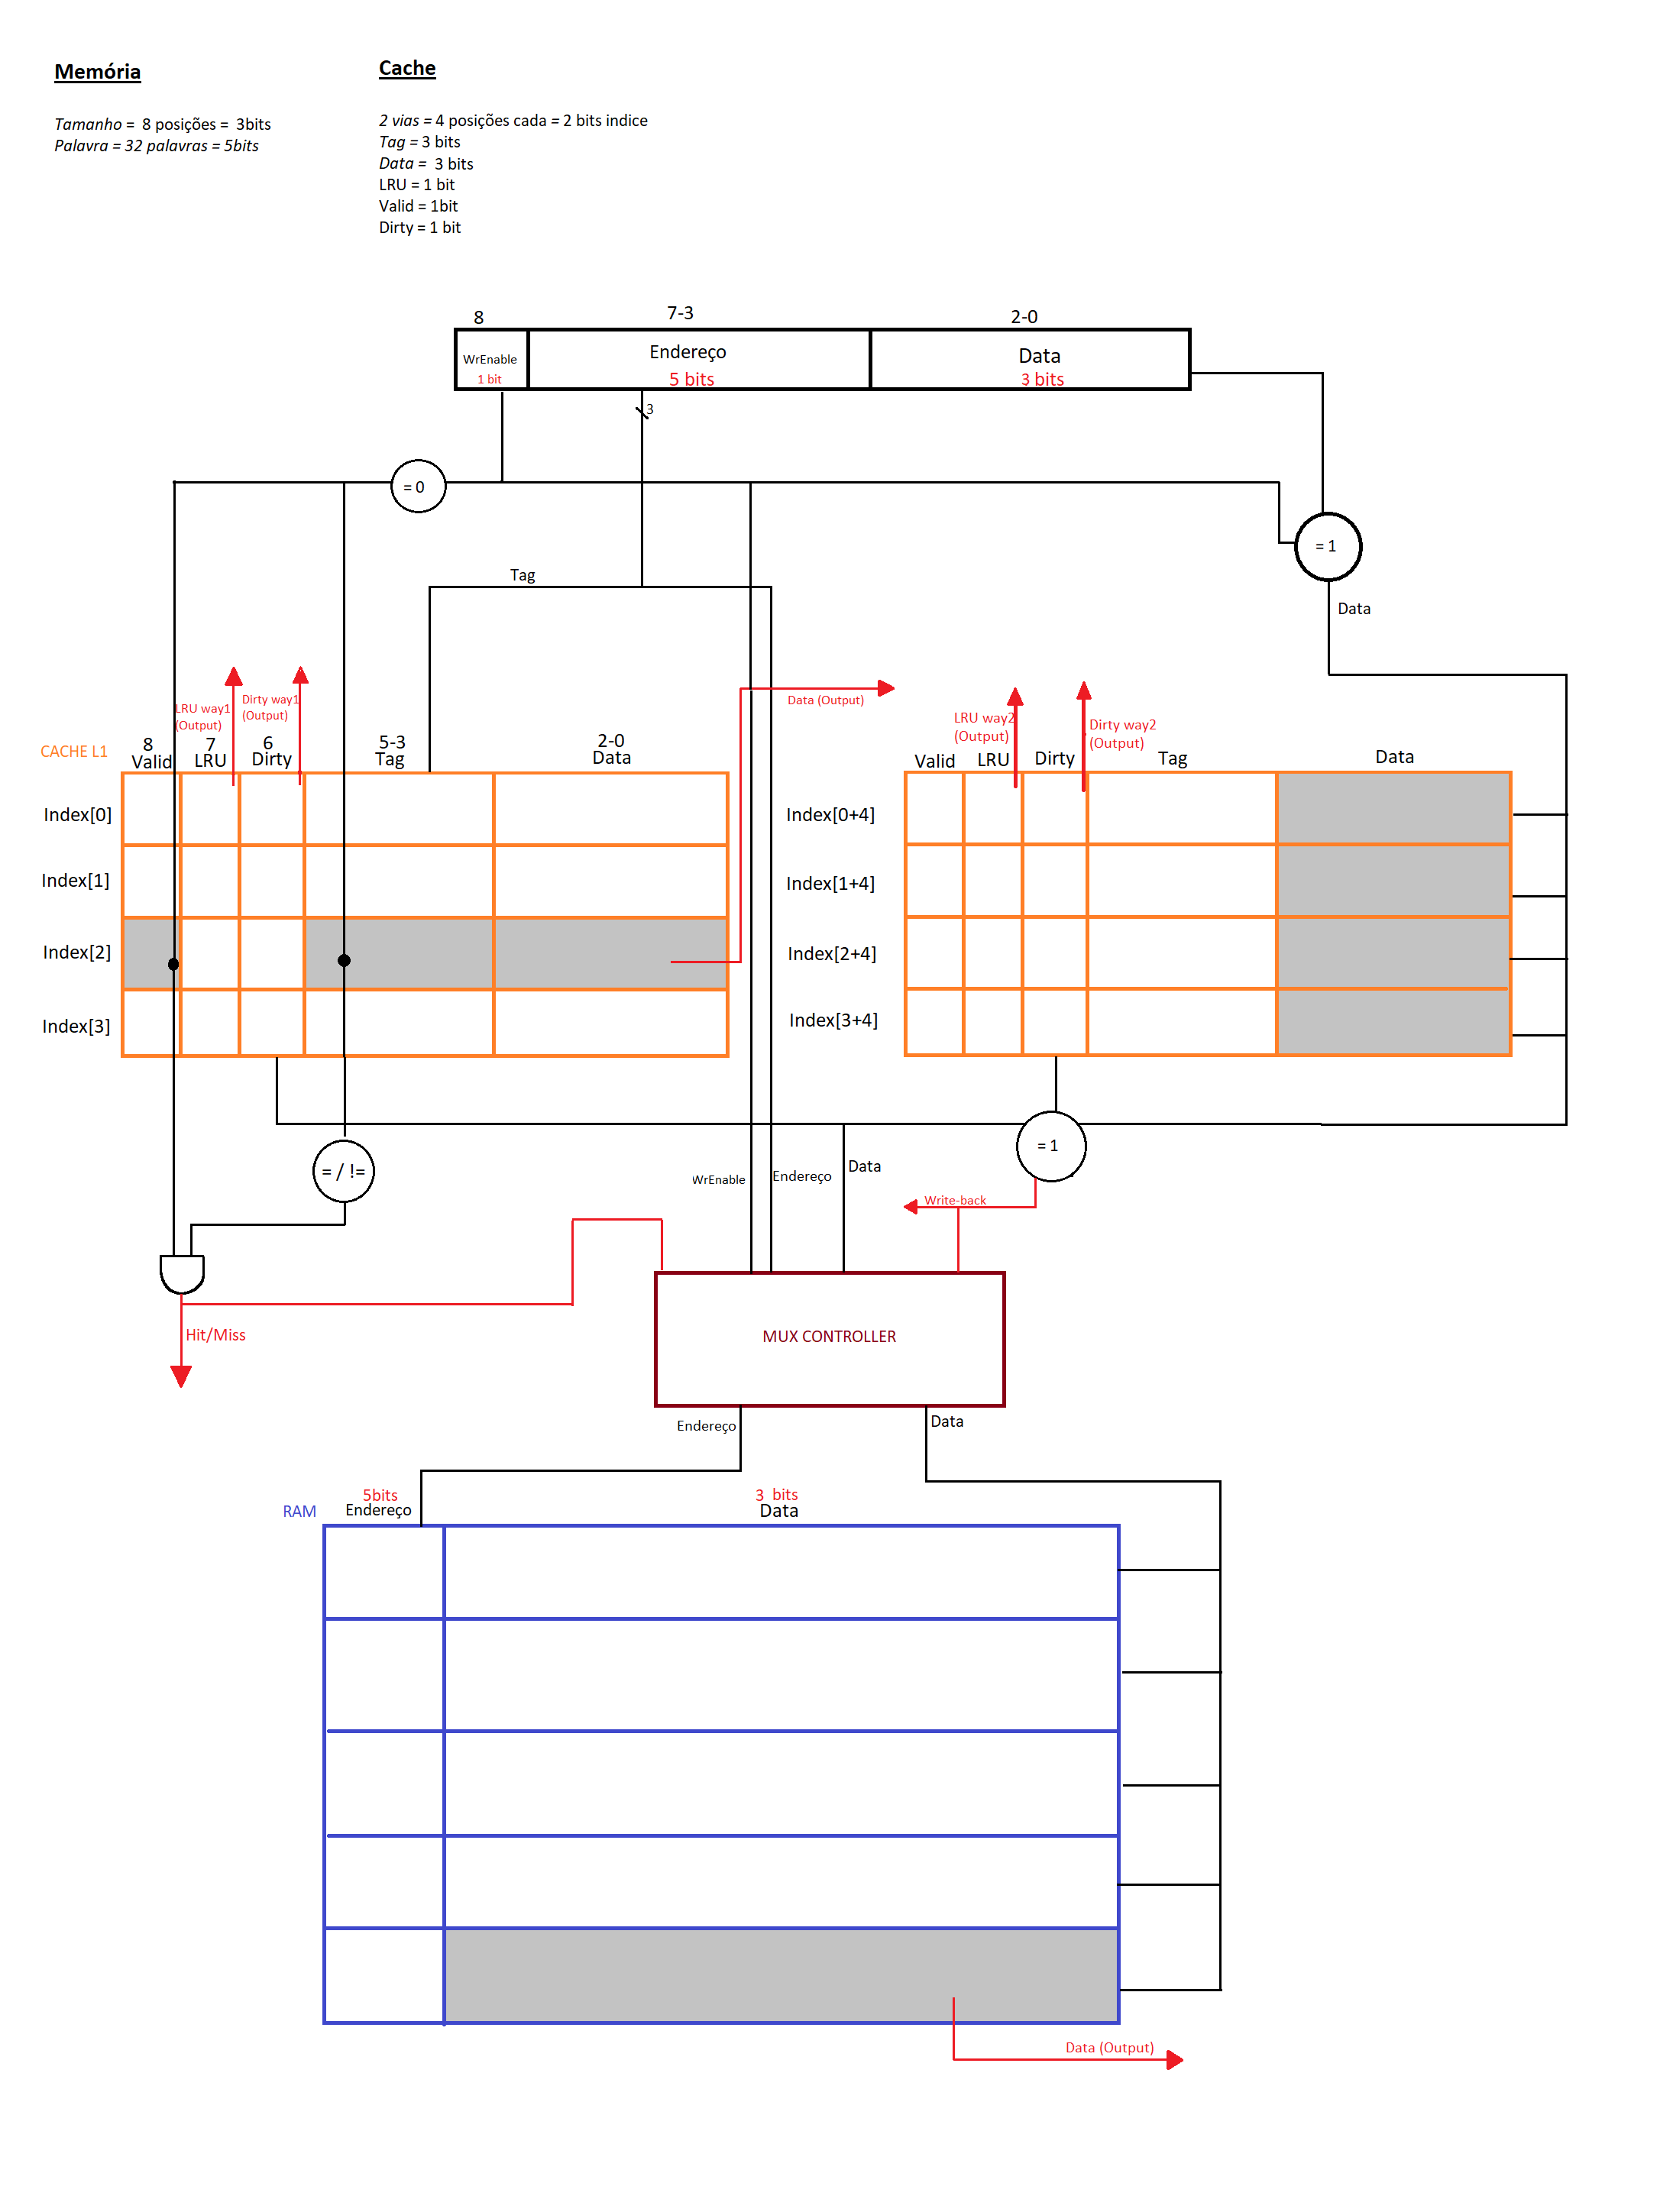 Memória
Tamanho = 8 posições = 3bits
Palavra = 32 palavras = 5bits
Cache
2 vias = 4 posições cada = 2 bits indice
Tag = 3 bits
Data = 3 bits
LRU = 1 bit
Valid = 1bit
Dirty = 1 bit
8
7-3
2-0
WrEnable
1 bit
Endereço
5 bits
Data
3 bits
3
= 0
= 1
Data
Tag
LRU way1
(Output)
Dirty way1
(Output)
Data (Output)
LRU way2
(Output)
Dirty way2
(Output)
CACHE L1
8
Valid
7
LRU
6
Dirty
5-3
Tag
2-0
Data
Valid
LRU
Dirty
Tag
Data
Index[0]
Index[1]
Index[2]
Index[3]
Index[0+4]
Index[1+4]
Index[2+4]
Index[3+4]
= / !=
= 1
WrEnable
Endereço
Data
Write-back
Hit/Miss
MUX CONTROLLER
Endereço
Data
RAM
5bits
Endereço
3 bits
Data
Data (Output)